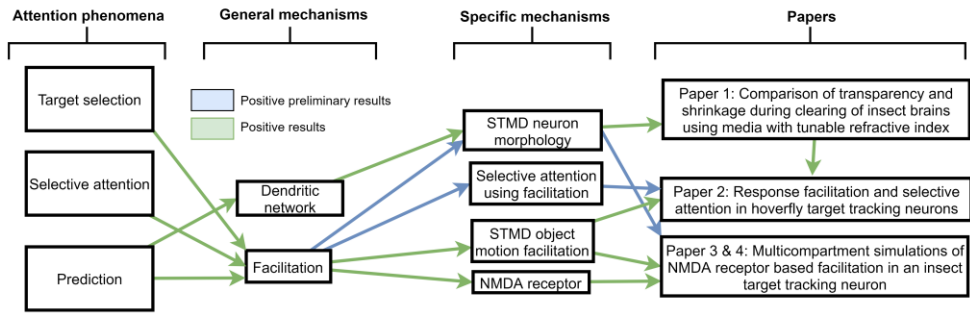 Attention phenomena
General mechanisms
Specific mechanisms
Papers
Target selection
Selective attention
Prediction
Positive preliminary results
Positive results
Dendritic
network
Facilitation
STMD neuron
morphology
Selective attention
using facilitation
STMD object
motion facilitation
NMDA receptor
Paper 1: Comparison of transparency and
shrinkage during clearing of insect brains
using media with tunable refractive index
Paper 2: Response facilitation and selective
attention in hoverfly target tracking neurons
Paper 3 & 4: Multicompartment simulations of
NMDA receptor based facilitation in an insect
target tracking neuron